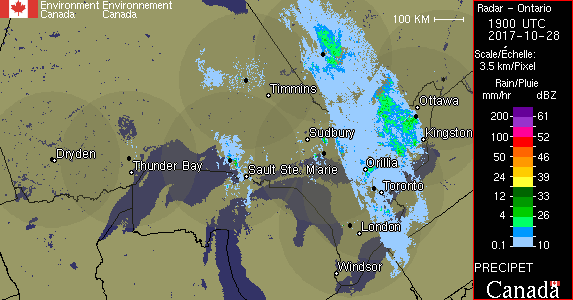 Environment Environnement
Canada Canada
100 KM
Timmins
Ottawa
Sudbury
Kingston
Dryden
Thunder Bay
Sault Ste. Marie
Orillia
Toronto
London
Windsor
Radar - Ontario
1900 UTC
2017-10-28
Scale/Échelle:
3.5 km/Pixel
Rain/Pluie
mm/hr dBZ
200 61
100 52
50 46
24 39
12 33
4 26
0.1 10
PRECIPET
Canada